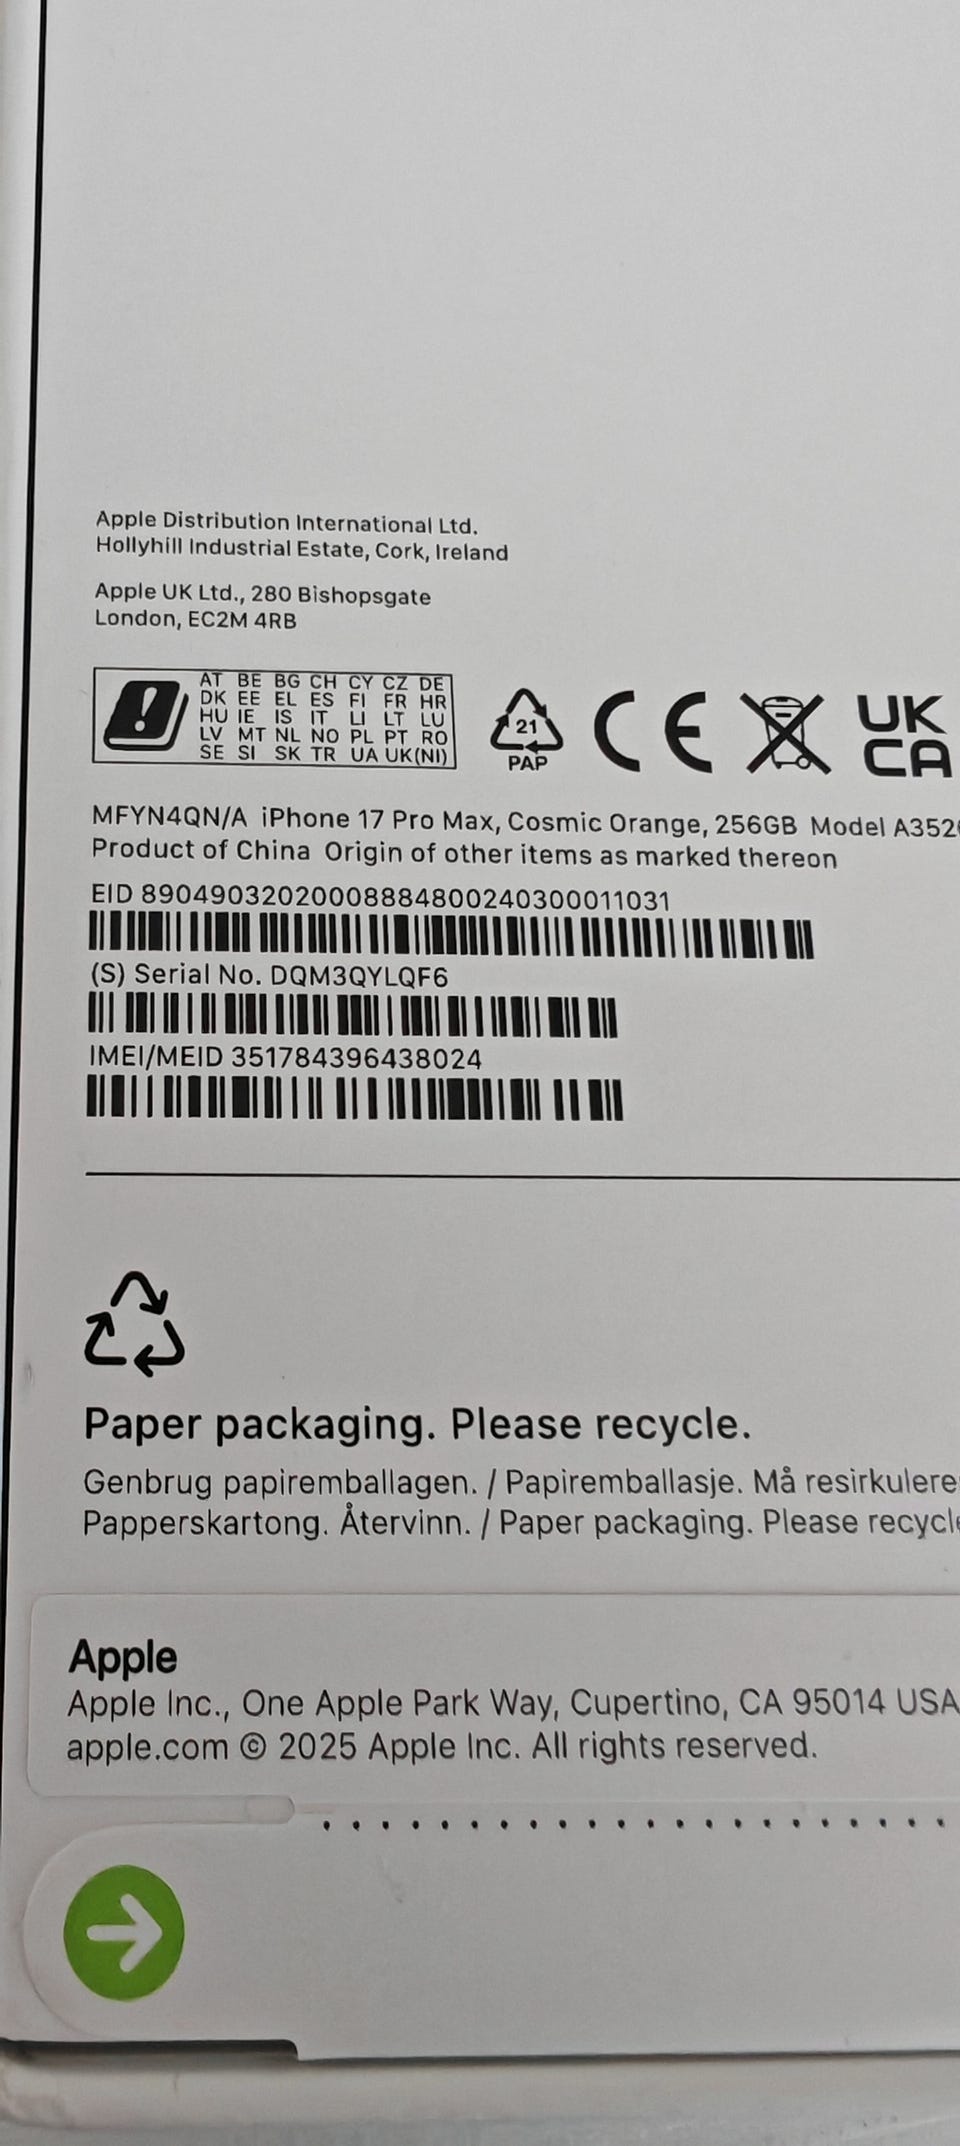 Apple Distribution International Ltd.
Hollyhill Industrial Estate, Cork, Ireland
Apple UK Ltd., 280 Bishopsgate
London, EC2M 4RB
AT BE BG CH CY CZ DE
DK EE EL ES FI FR HR
HU IE IS IT LI LT LU
LV MT NL NO PL PT RO
SE SI SK TR UA UK(NI)
21
PAP
CE
UK
CA
MFYN4QN/A iPhone 17 Pro Max, Cosmic Orange, 256GB Model
Product of China Origin of other items as marked thereon
EID 89049032020008884800240300011031
(S) Serial No. DQM3QYLQF6
IMEI/MEID 351784396438024
Paper packaging. Please recycle.
Genbrug papiremballagen. / Papiremballasje. Må
Papperskartong. Återvinn. / Paper packaging. Please
Apple
Apple Inc., One Apple Park Way, Cupertino, CA 95014 USA
apple.com © 2025 Apple Inc. All rights reserved.